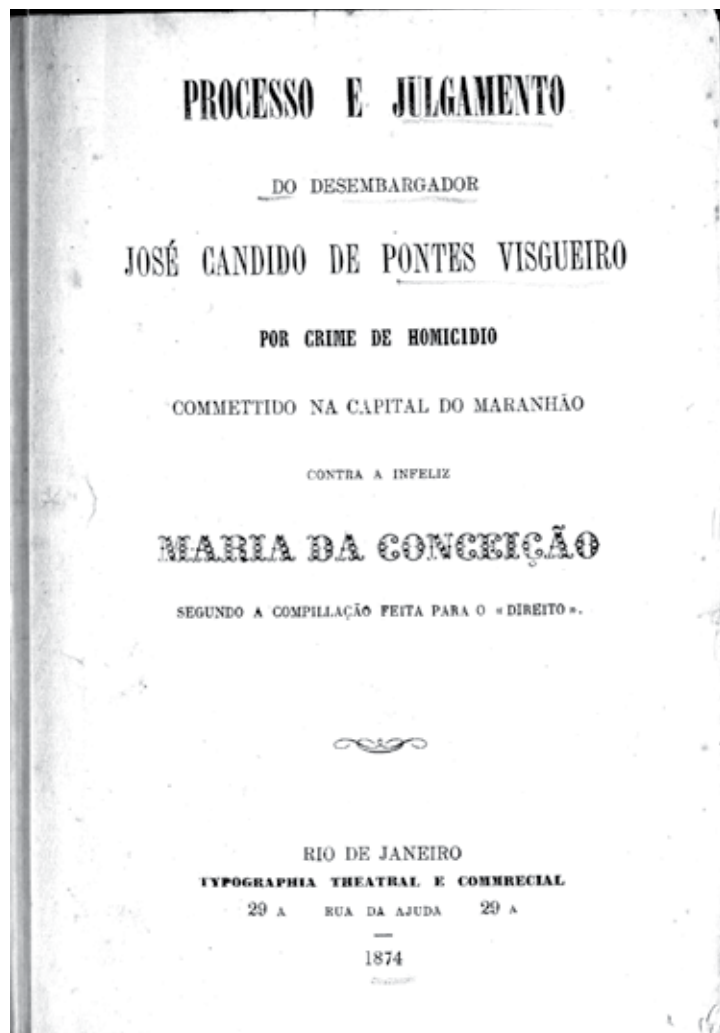 PROCESSO E JULGAMENTO
DO DESEMBARGADOR
JOSÉ CANDIDO DE PONTES VISGUEIRO
POR CRIME DE HOMICIDIO
COMMETTIDO NA CAPITAL DO MARANHÃO
CONTRA A INFELIZ
MARIA DA CONCEIÇÃO
SEGUNDO A COMPILLAÇÃO FEITA PARA O «DIREITO».
RIO DE JANEIRO
TYPOGRAPHIA THEATRAL E COMMRECIAL
29 A RUA DA AJUDA 29 A
1874